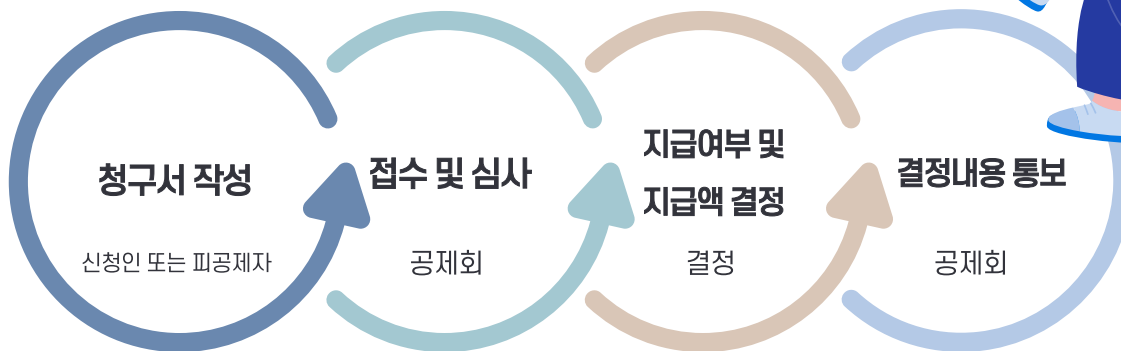 청구서 작성
신청인 또는 피공제자
접수 및 심사
공제회
지급여부 및
지급액 결정
결정
결정내용 통보
공제회